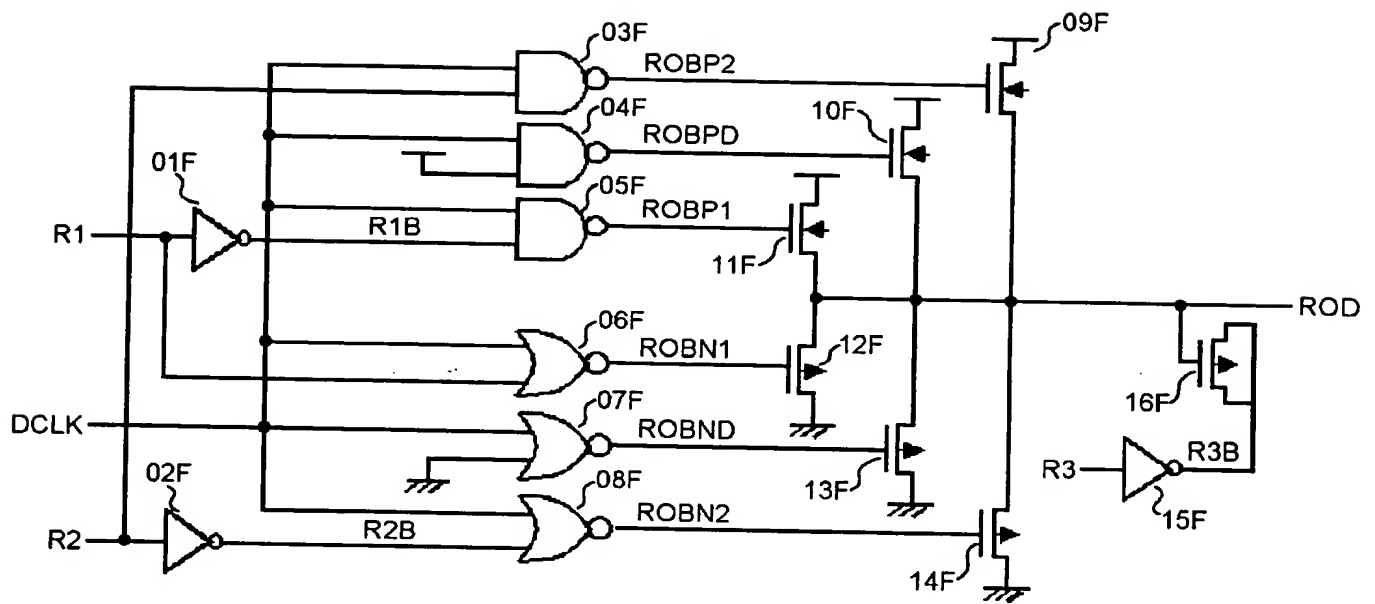 09F
03F
ROBP2
04F
10F
ROBPD
01F
05F
R1
R1B
ROBP1
11F
ROD
06F
ROBN1
12F
16F
DCLK
07F
ROBND
R3
R3B
02F
13F
08F
15F
R2
R2B
ROBN2
14F